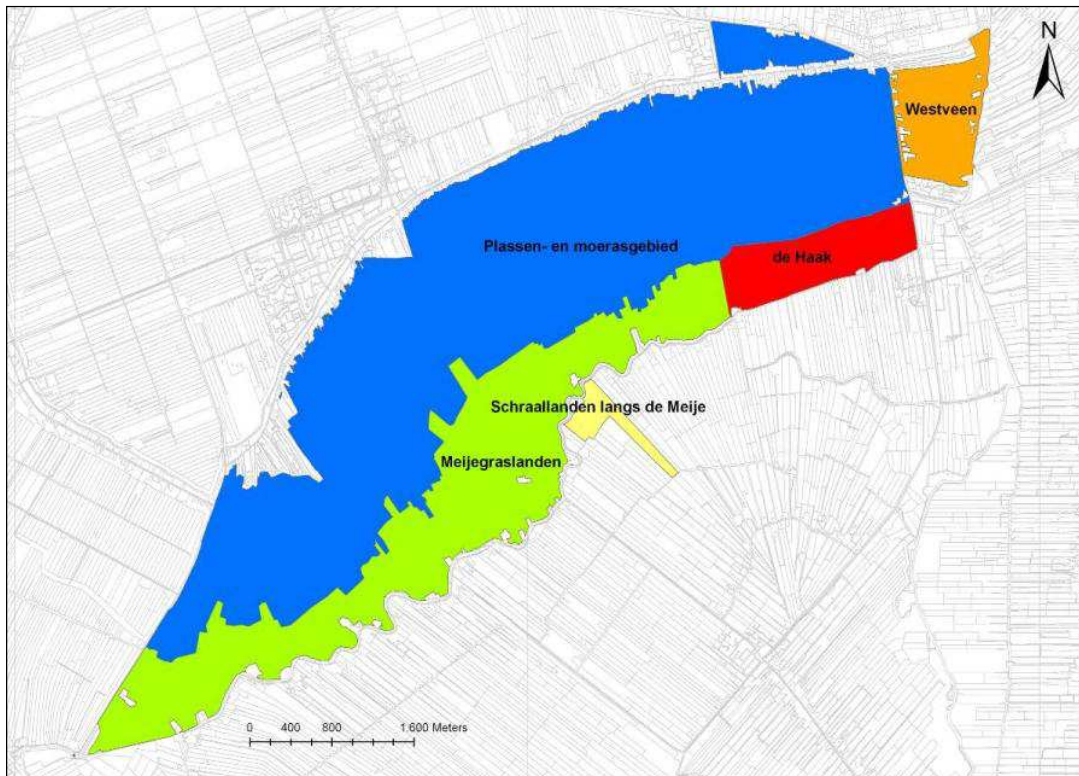 N
Westveen
Plassen- en moerasgebied
de Haak
Schraallanden langs de Meije
Meijegraslanden
0 400 800 1.600 Meters